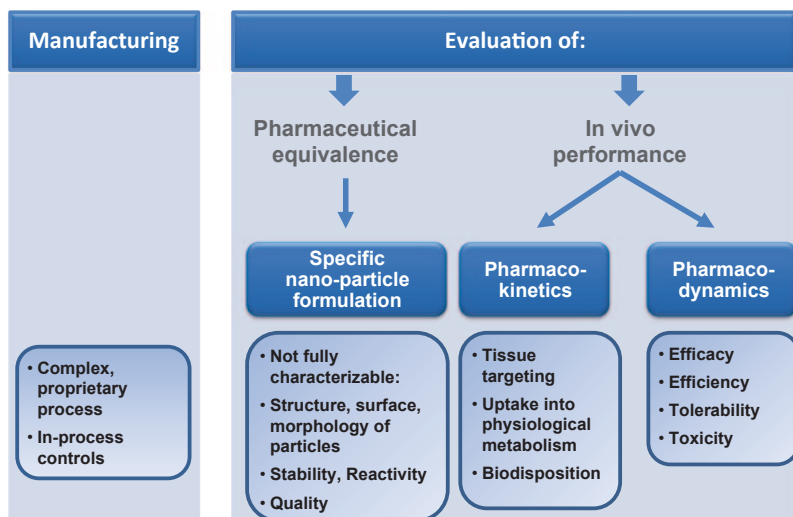 Manufacturing
Evaluation of:
Pharmaceutical
equivalence
In vivo
performance
Specific
nano-particle
formulation
Pharmaco-
kinetics
Pharmaco-
dynamics
• Complex,
proprietary
process
• In-process
controls
• Not fully
characterizable:
• Structure, surface,
morphology of
particles
• Stability, Reactivity
• Quality
• Tissue
targeting
• Uptake into
physiological
metabolism
• Biodisposition
• Efficacy
• Efficiency
• Tolerability
• Toxicity